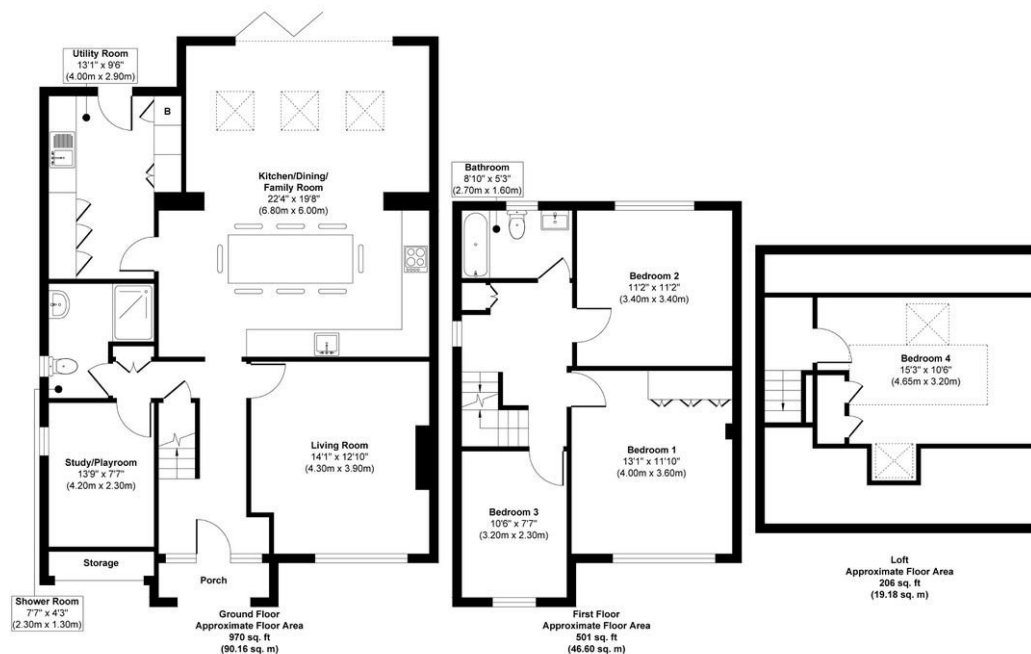 Utility Room
13'1" x 9'6"
(4.00m x 2.90m)
B
Kitchen/Dining/
Family Room
22'4" x 19'8"
(6.80m x 6.00m)
Living Room
14'1" x 12'10"
(4.30m x 3.90m)
Study/Playroom
13'9" x 7'7"
(4.20m x 2.30m)
Storage
Shower Room
7'7" x 4'3"
(2.30m x 1.30m)
Porch
Ground Floor
Approximate Floor Area
970 sq. ft
(90.16 sq. m)
Bathroom
8'10" x 5'3"
(2.70m x 1.60m)
Bedroom 2
11'2" x 11'2"
(3.40m x 3.40m)
Bedroom 1
13'1" x 11'10"
(4.00m x 3.60m)
Bedroom 3
10'6" x 7'7"
(3.20m x 2.30m)
First Floor
Approximate Floor Area
501 sq. ft
(46.60 sq. m)
Bedroom 4
15'3" x 10'6"
(4.65m x 3.20m)
Loft
Approximate Floor Area
206 sq. ft
(19.18 sq. m)